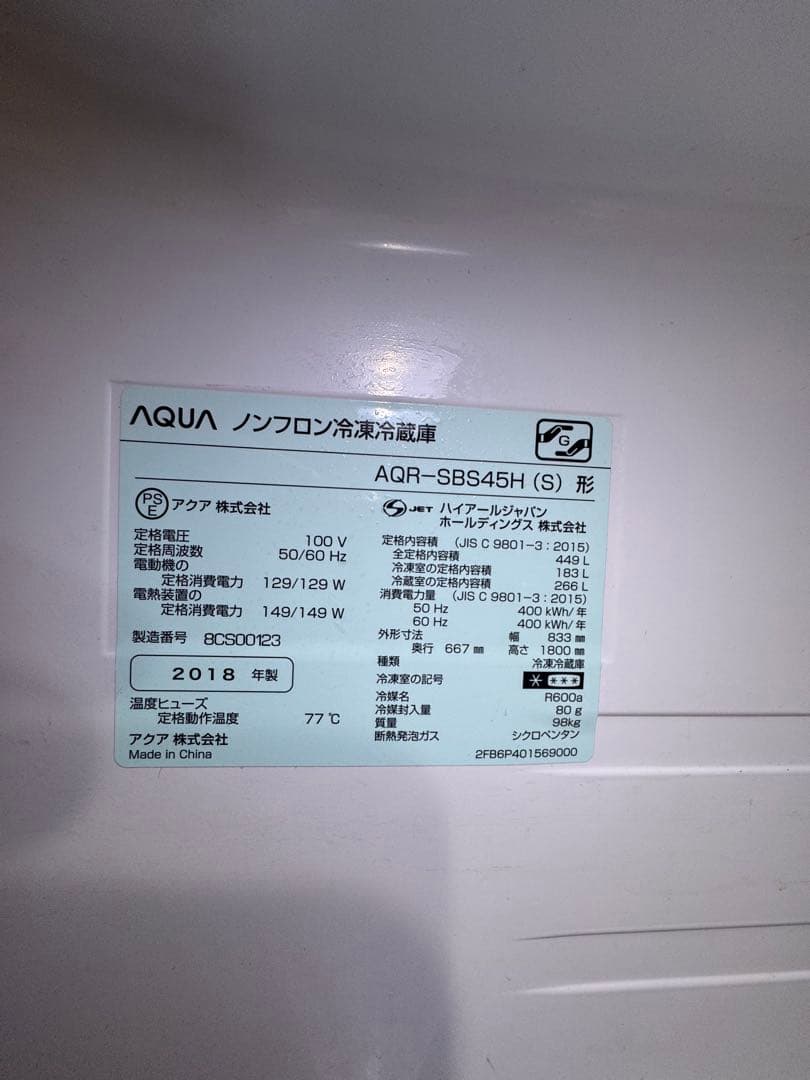 AQUA ノンフロン冷凍冷蔵庫
G
AQR-SBS45H (S) 形
PS
E
アクア 株式会社
定格電圧 100 V
定格周波数 50/60 Hz
電動機の
定格消費電力 129/129 W
電熱装置の
定格消費電力 149/149 W
製造番号 8CS00123
2018 年製
温度ヒューズ
定格動作温度 77 ℃
アクア 株式会社
Made in China
S JET ハイアールジャパン
ホールディングス 株式会社
定格内容積 (JIS C 9801-3:2015)
全定格内容積 449 L
冷凍室の定格内容積 183 L
冷蔵室の定格内容積 266 L
消費電力量 (JIS C 9801-3:2015)
50 Hz 400 kWh/年
60 Hz 400 kWh/年
外形寸法 幅 833 ㎜
奥行 667 ㎜ 高さ 1800 ㎜
種類 冷凍冷蔵庫
冷凍室の記号 * ***
冷媒名 R600a
冷媒封入量 80 g
質量 98kg
断熱発泡ガス シクロペンタン
2FB6P401569000